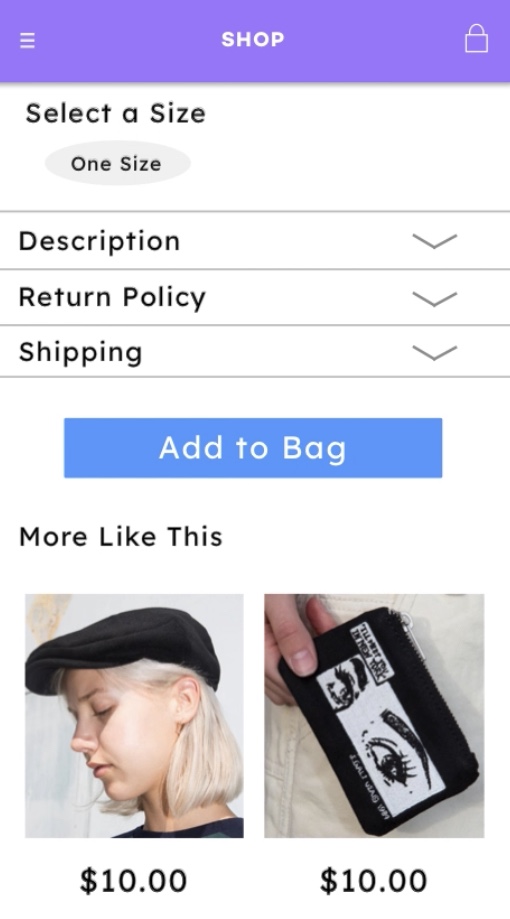 SHOP
Select a Size
One Size
Description
Return Policy
Shipping
Add to Bag
More Like This
$10.00
$10.00